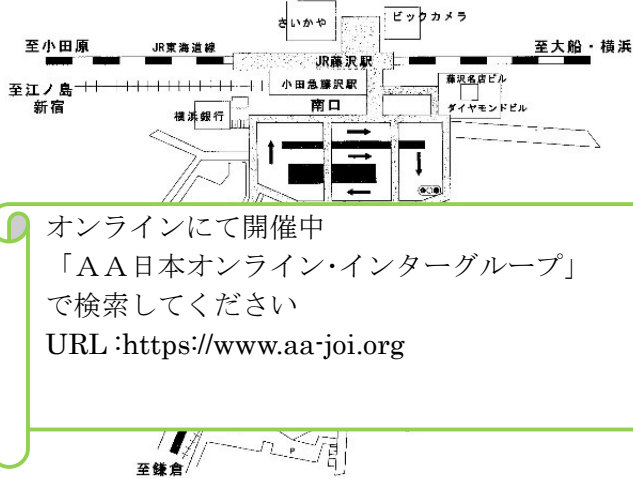 さいかや
ビックカメラ
至小田原
JR東海道線
JR藤沢駅
至大船・横浜
至江ノ島
新宿
小田急藤沢駅
藤沢名店ビル
ダイヤモンドビル
横浜銀行
南口
オンラインにて開催中
「ＡＡ日本オンライン・インターグループ」
で検索してください
URL：https://www.aa-joi.org
P
至鎌倉